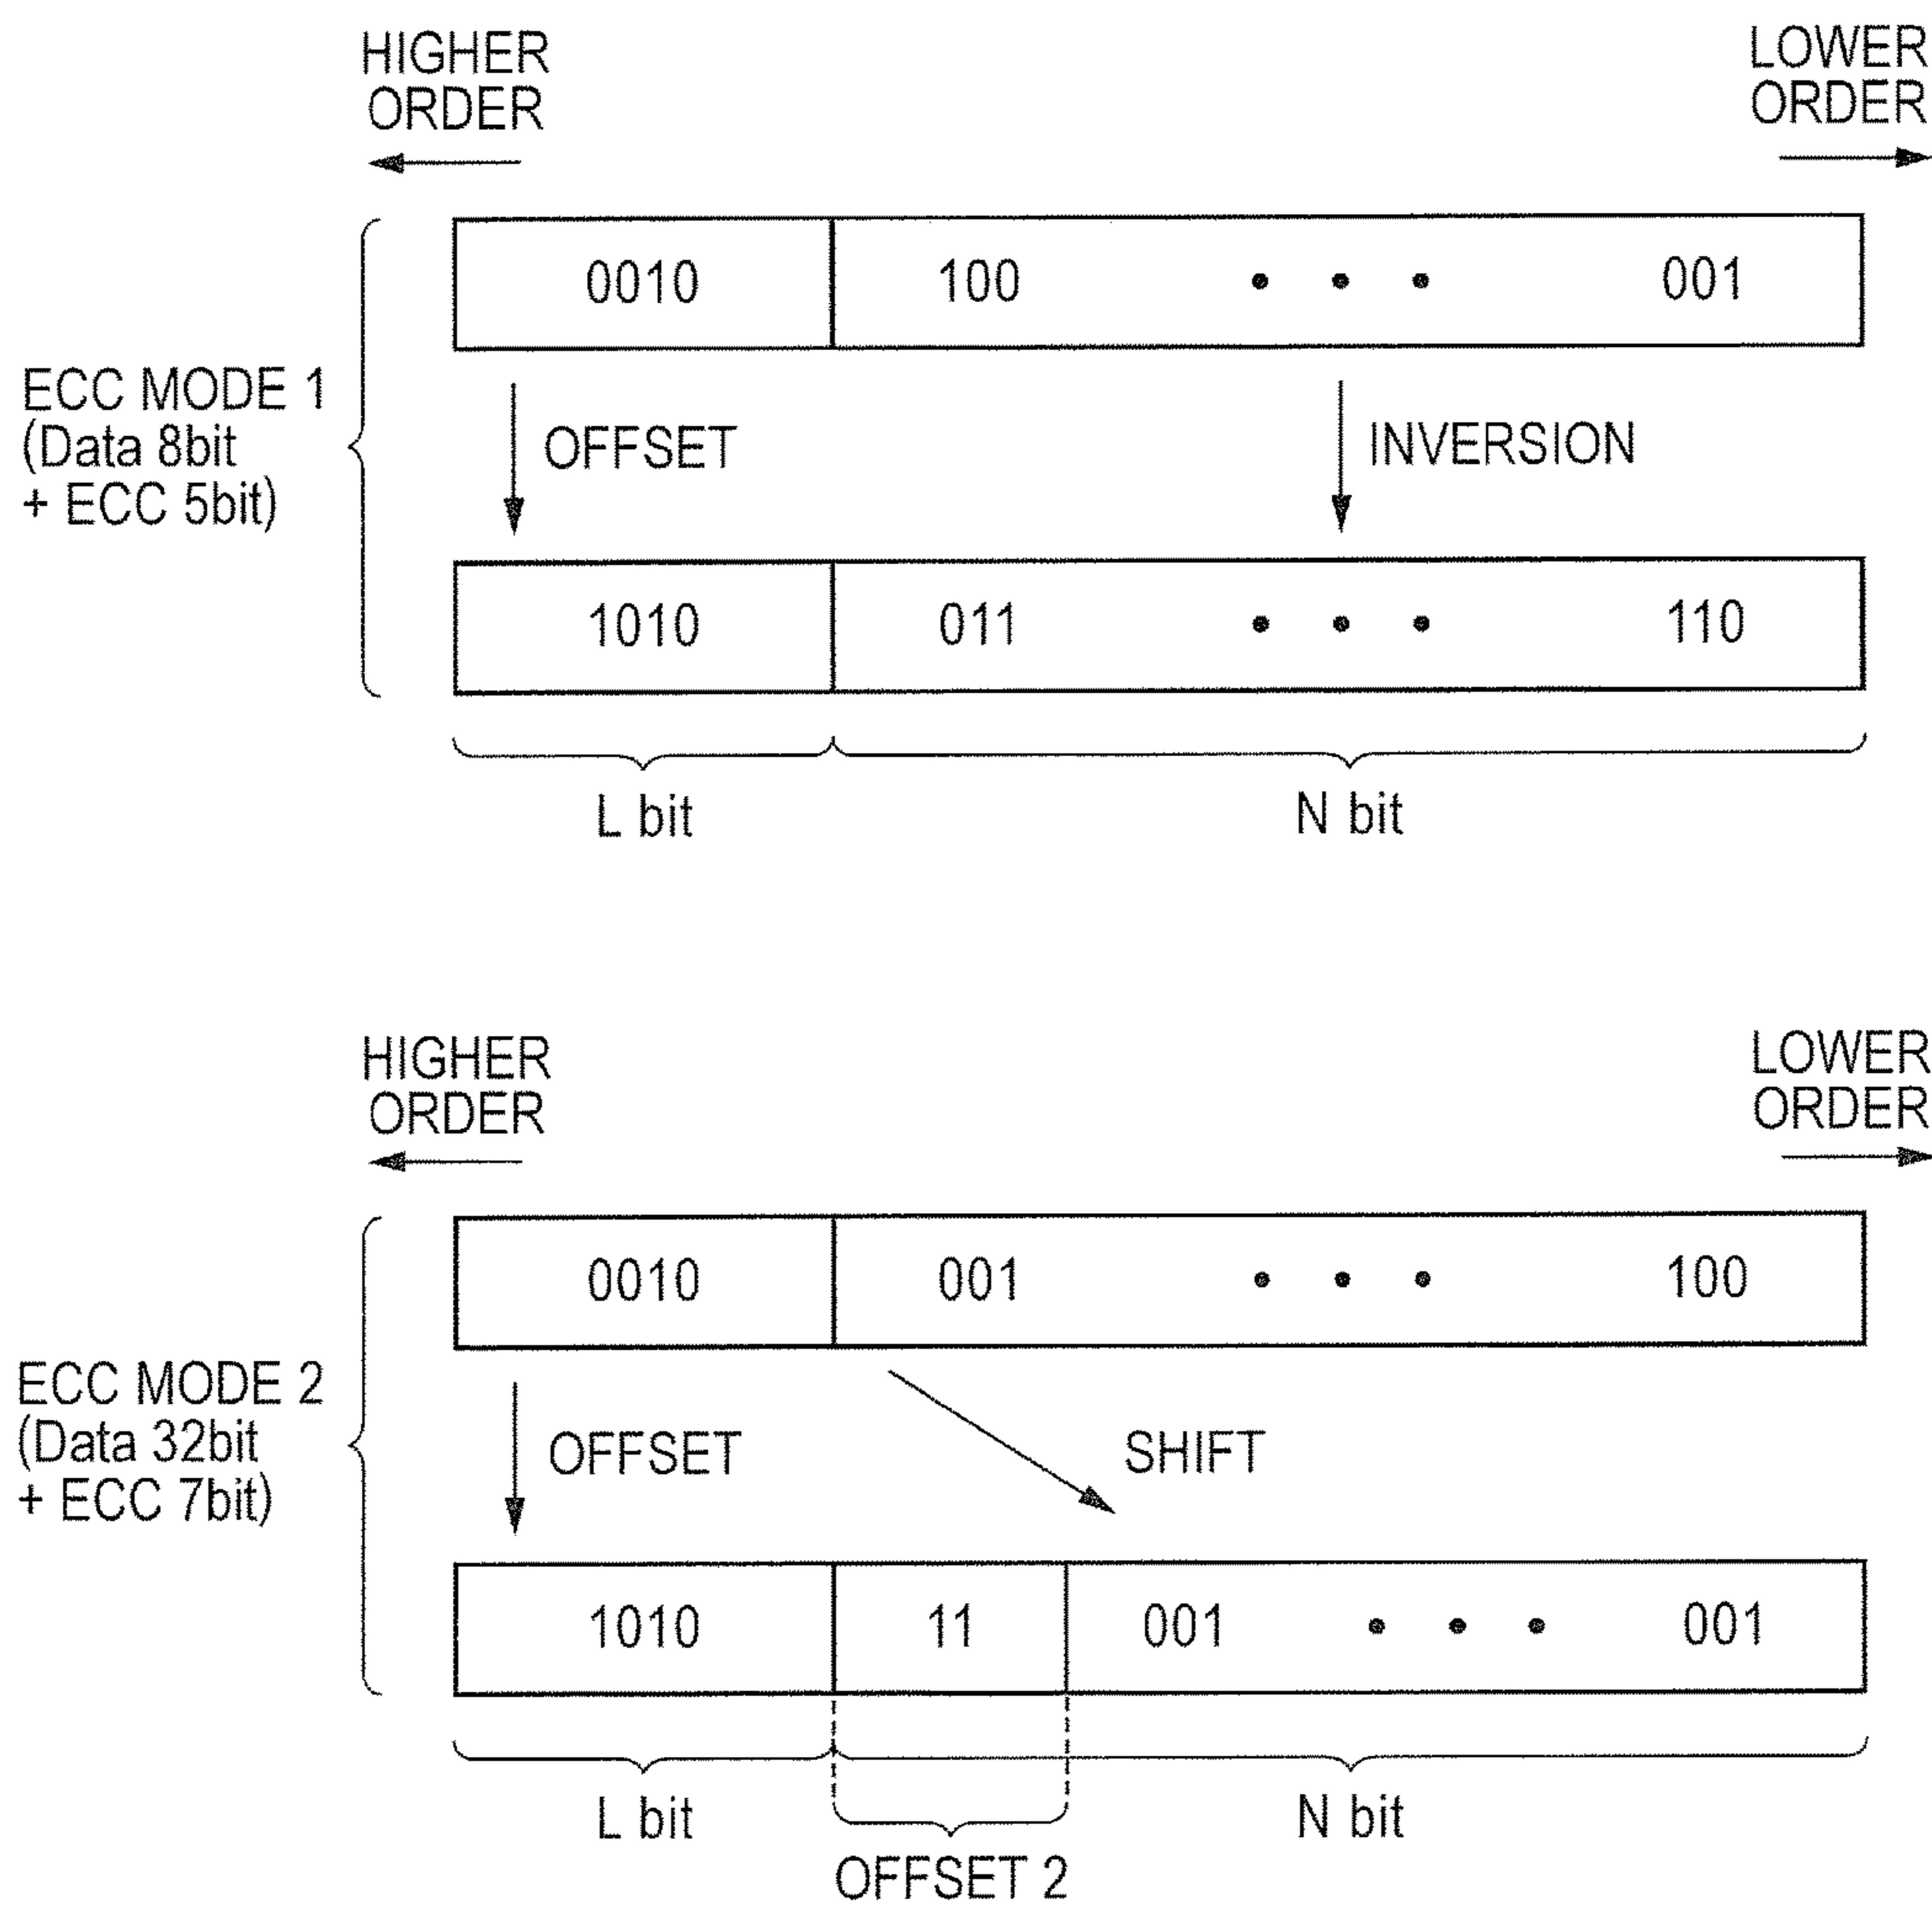 HIGHER
ORDER
LOWER
ORDER
0010 100 • • • 001
ECC MODE 1
(Data 8bit
+ ECC 5bit)
OFFSET
INVERSION
1010 011 • • • 110
L bit
N bit
HIGHER
ORDER
LOWER
ORDER
0010 001 • • • 100
ECC MODE 2
(Data 32bit
+ ECC 7bit)
OFFSET
SHIFT
1010 11 001 • • • 001
L bit
N bit
OFFSET 2